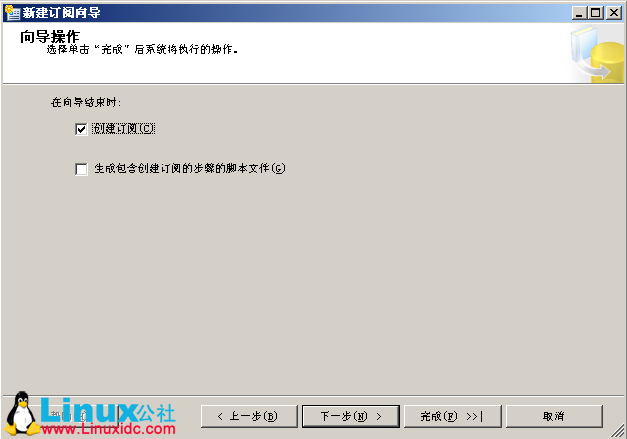 新建订阅向导
向导操作
选择单击“完成”后系统将执行的操作。
在向导结束时:
创建订阅(C)
生成包含创建订阅的步骤的脚本文件(G)
Linux公社
www.Linuxidc.com
< 上一步(B)
下一步(N) >
完成(F) >>|
取消